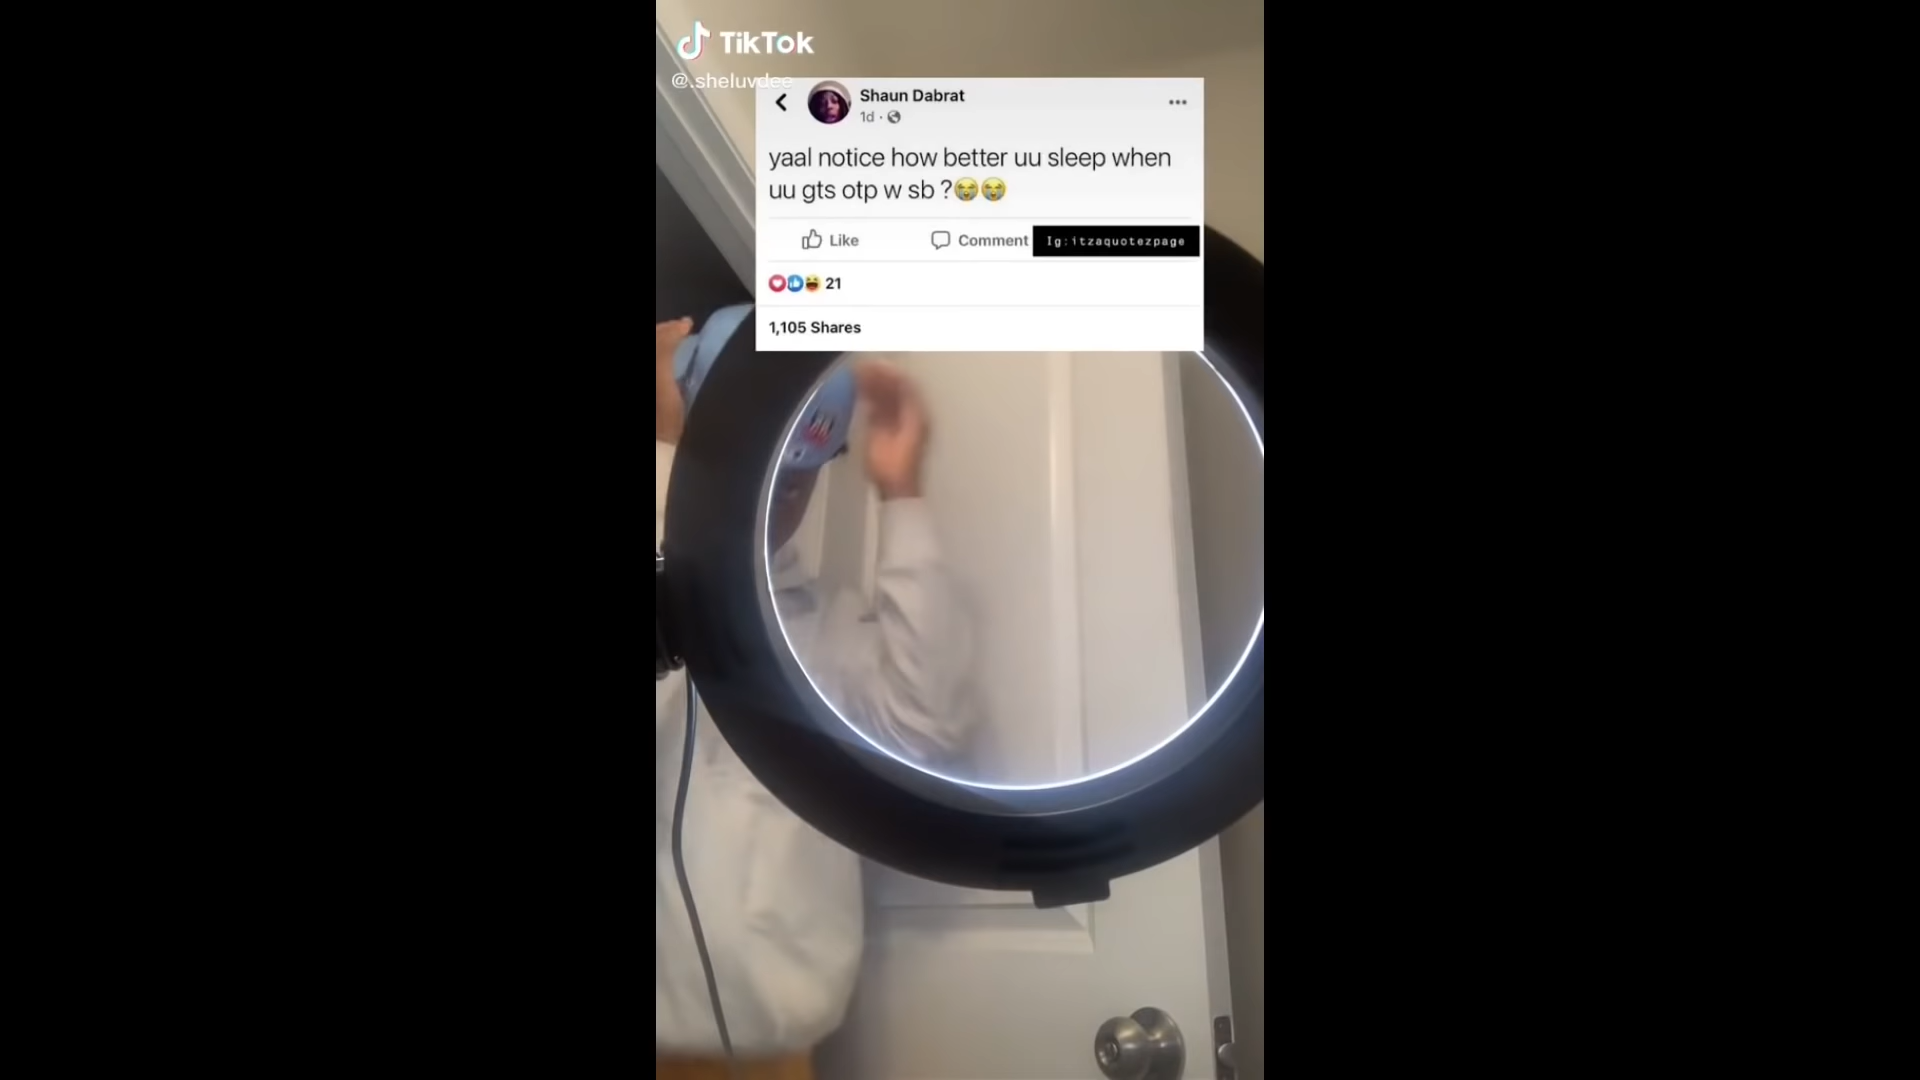 TikTok
@.sheluvdee
Shaun Dabrat
1d ·
yaal notice how better uu sleep when
uu gts otp w sb ?😭😭
Like
Comment
Ig:itzaquotezpage
21
1,105 Shares